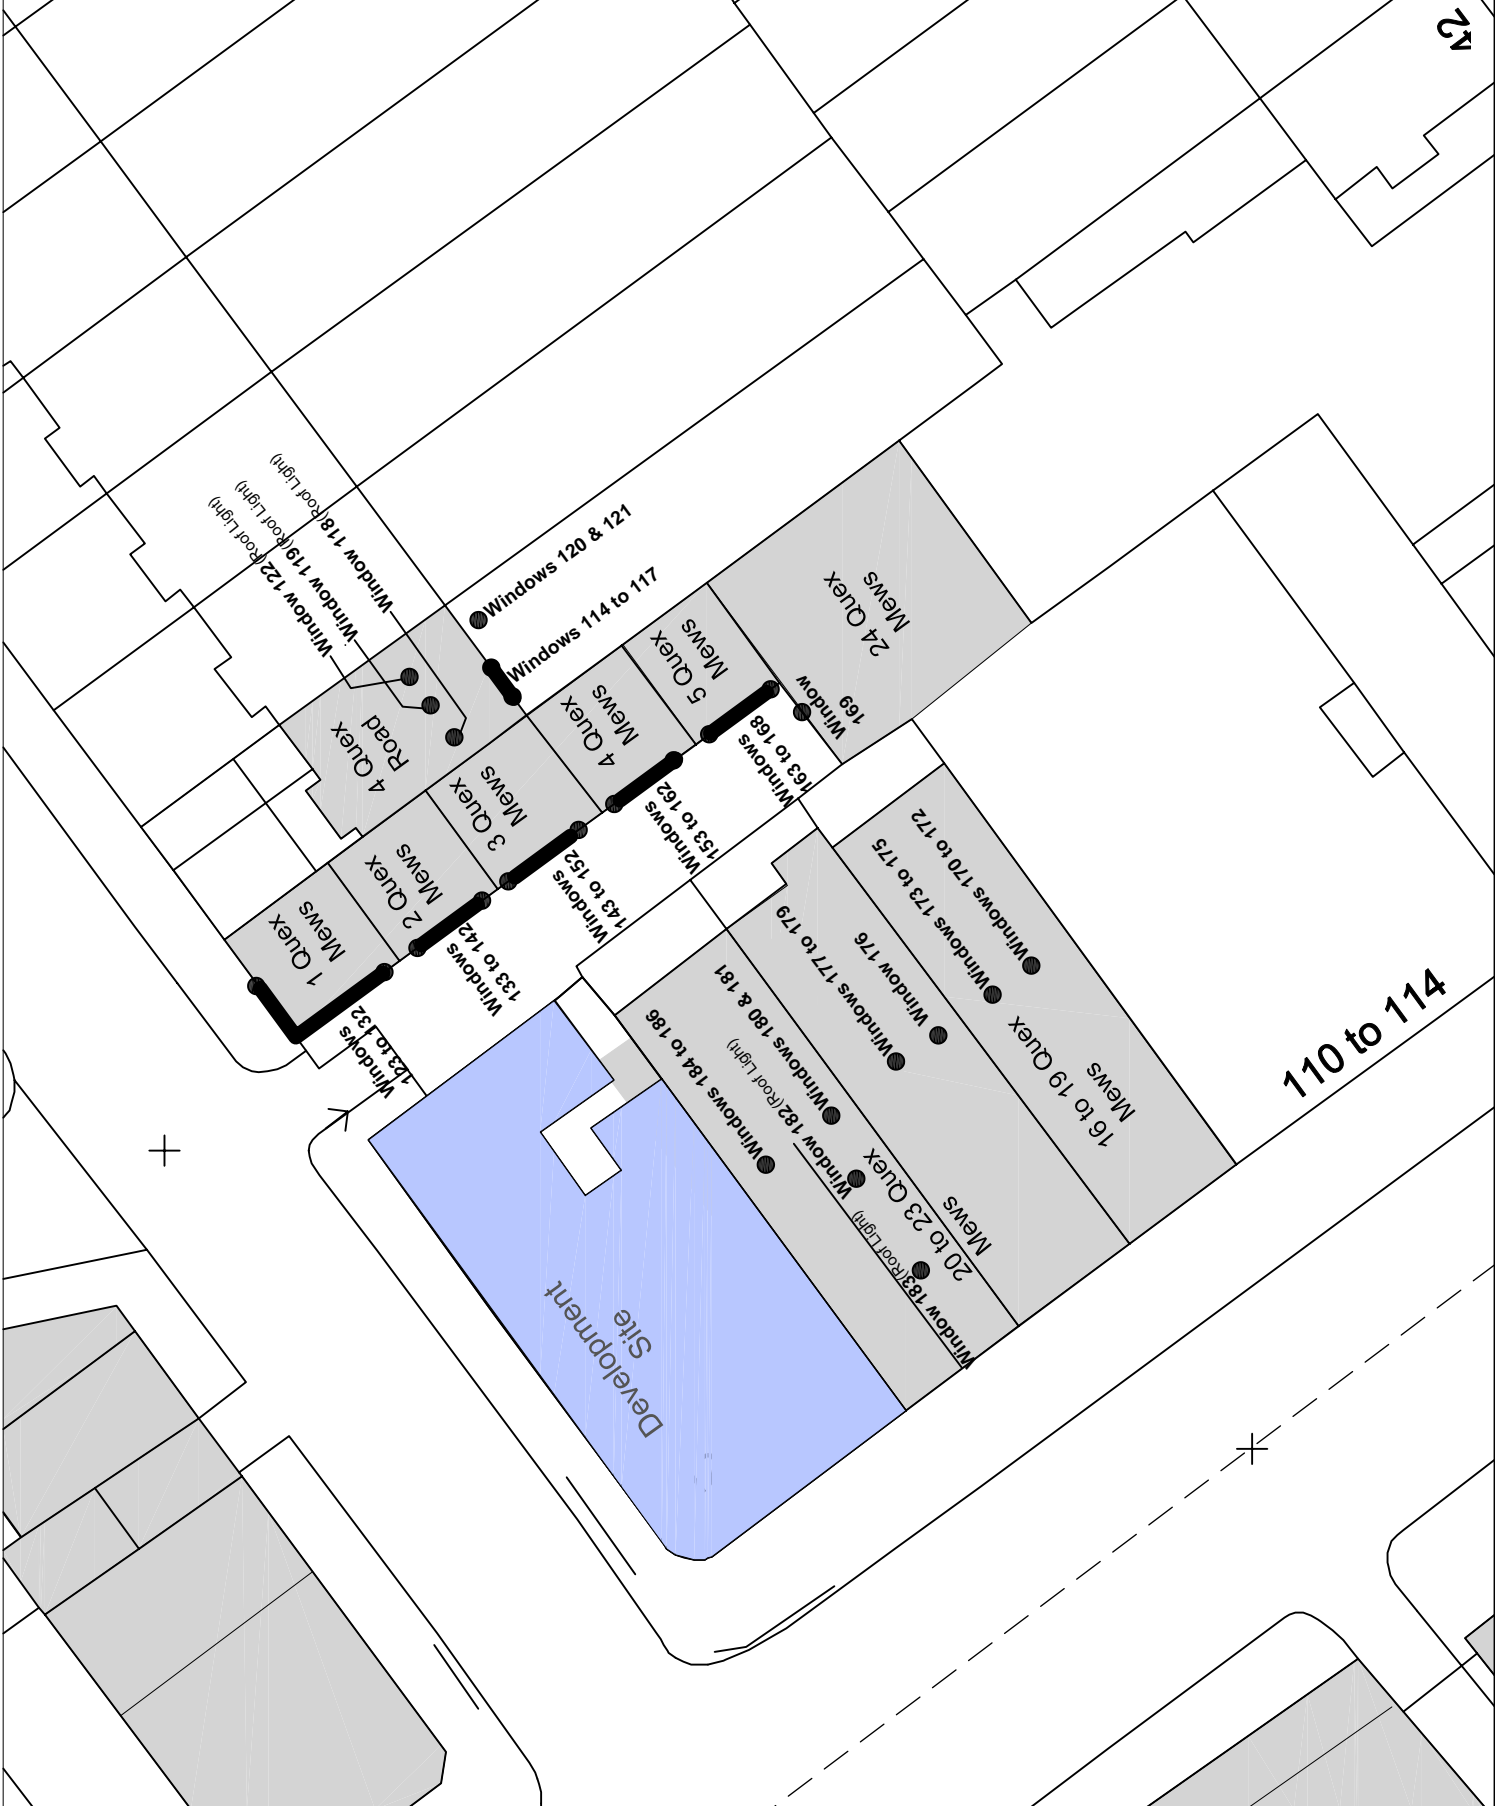 42
Window 118(Roof Light)
Window 119(Roof Light)
Window 122(Roof Light)
Windows 120 & 121
Windows 114 to 117
4 Quex
Road
24 Quex
Mews
5 Quex
Mews
4 Quex
Mews
3 Quex
Mews
2 Quex
Mews
1 Quex
Mews
Window
169
Windows
163 to 168
Windows
153 to 162
Windows
143 to 152
Windows
133 to 142
Windows
123 to 132
Windows 170 to 172
Windows 173 to 175
Window 176
Windows 177 to 179
Windows 180 & 181
Window 182(Roof Light)
Window 183(Roof Light)
Windows 184 to 186
16 to 19 Quex
Mews
20 to 23 Quex
Mews
110 to 114
Development
Site